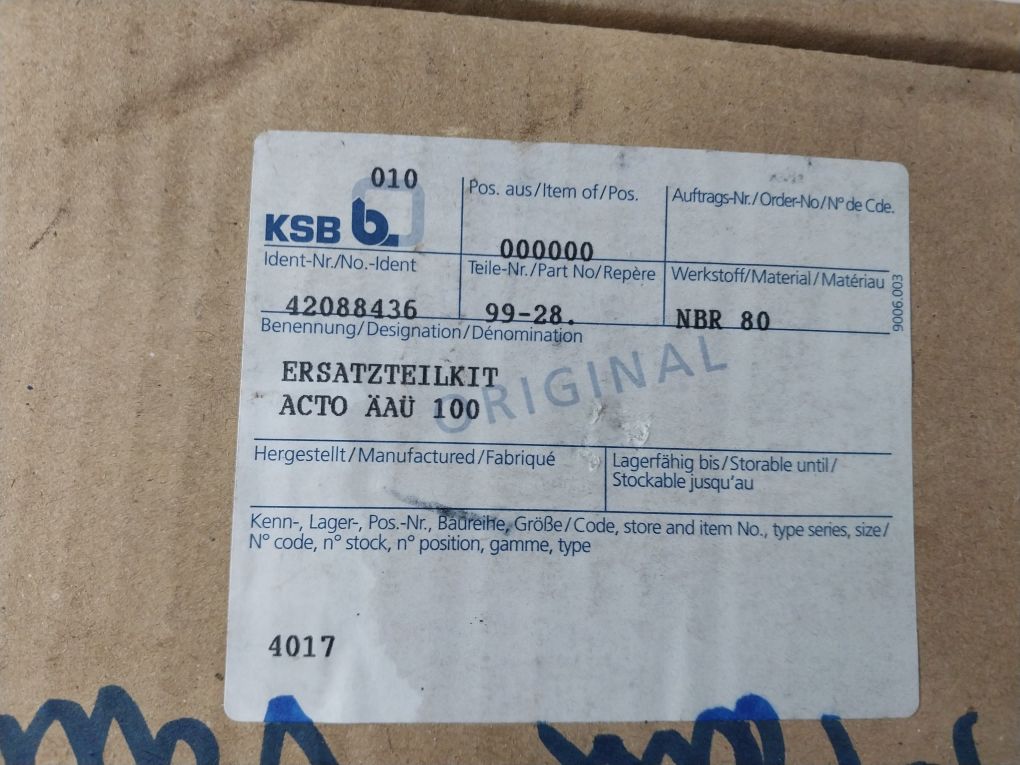 010
KSB b.
Pos. aus/Item of/Pos.
000000
Auftrags-Nr./Order-No/N° de Cde.
Ident-Nr./No.-Ident
42088436
Teile-Nr./Part No/Repère
99-28.
Werkstoff/Material/Matériau
NBR 80
9006.003
Benennung/Designation/Dénomination
ERSATZTEILKIT
ACTO ÄAÜ 100
ORIGINAL
Hergestellt/Manufactured/Fabriqué
Lagerfähig bis/Storable until/
Stockable jusqu'au
Kenn-, Lager-, Pos.-Nr., Baureihe, Größe/Code, store and item No., type series, size/
N° code, n° stock, n° position, gamme, type
4017